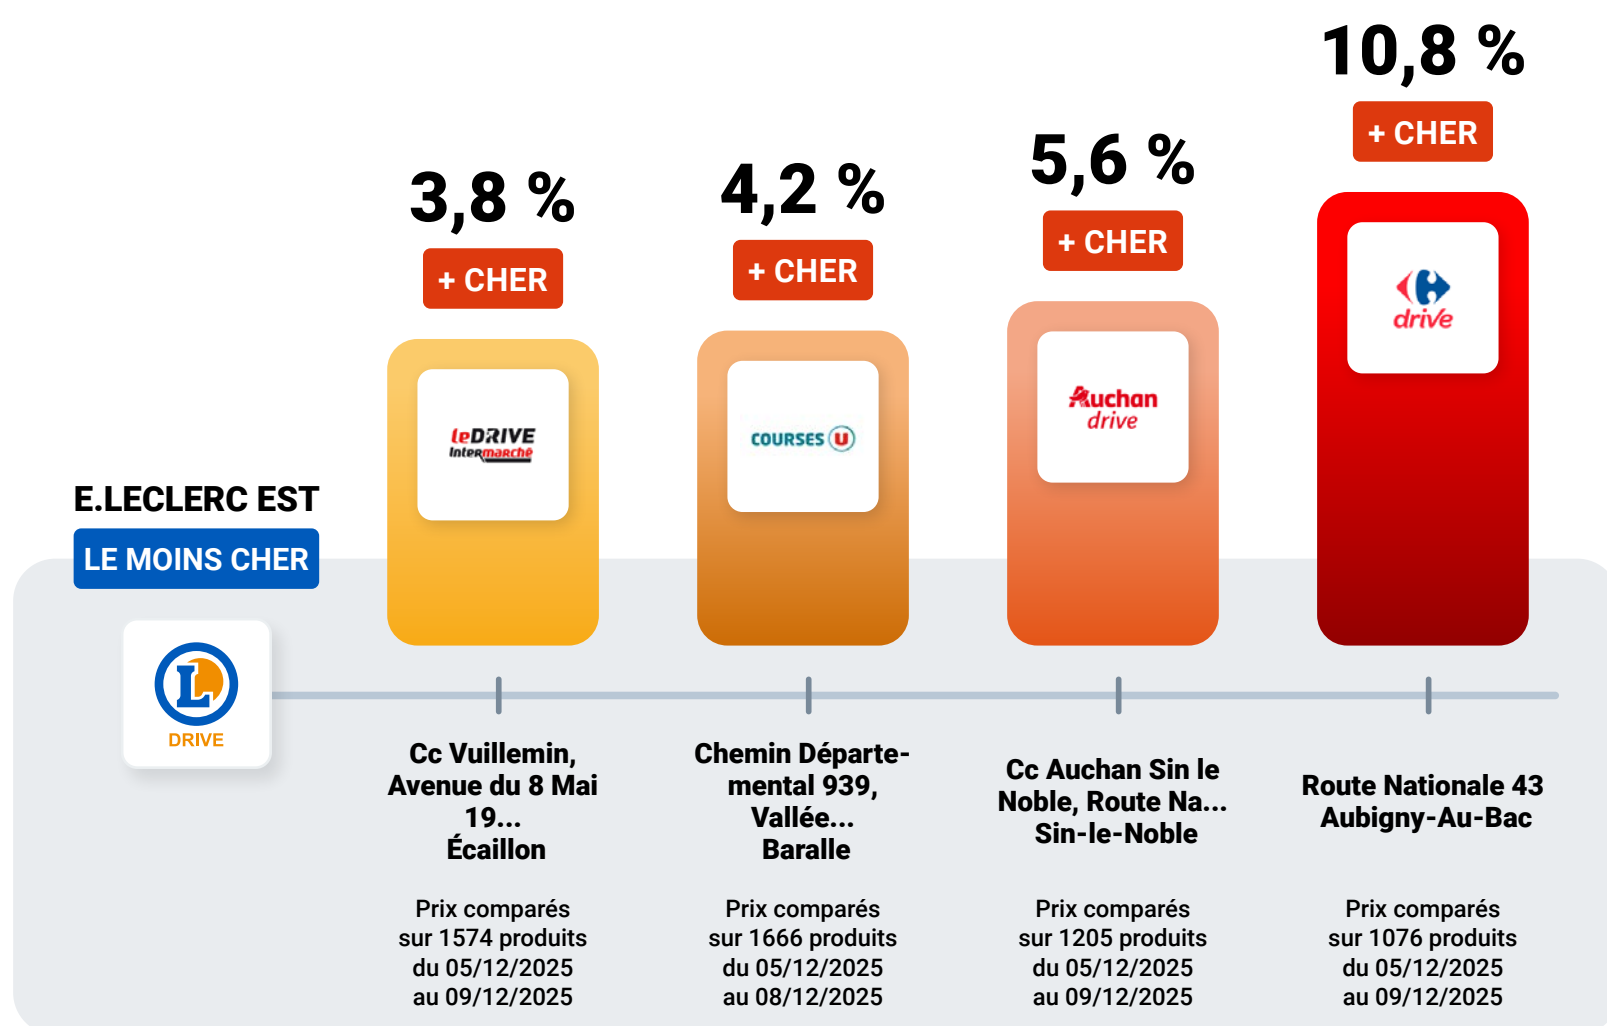 E.LECLERC EST
LE MOINS CHER
L
DRIVE
3,8 %
+ CHER
leDRIVE
Intermarché
Cc Vuillemin,
Avenue du 8 Mai
19...
Écaillon
Prix comparés
sur 1574 produits
du 05/12/2025
au 09/12/2025
4,2 %
+ CHER
COURSES U
Chemin Départe-
mental 939,
Vallée...
Baralle
Prix comparés
sur 1666 produits
du 05/12/2025
au 08/12/2025
5,6 %
+ CHER
Auchan
drive
Cc Auchan Sin le
Noble, Route Na...
Sin-le-Noble
Prix comparés
sur 1205 produits
du 05/12/2025
au 09/12/2025
10,8 %
+ CHER
drive
Route Nationale 43
Aubigny-Au-Bac
Prix comparés
sur 1076 produits
du 05/12/2025
au 09/12/2025